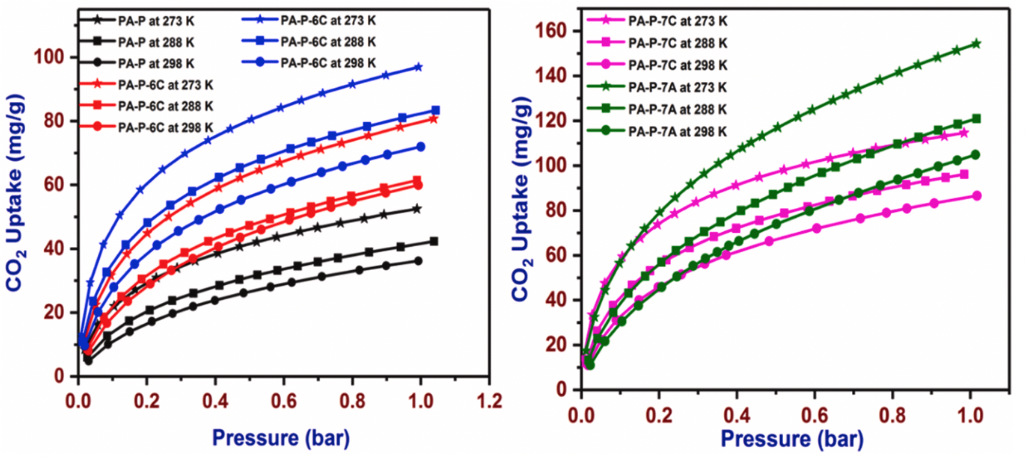 PA-P at 273 K
PA-P at 288 K
PA-P at 298 K
PA-P-6C at 273 K
PA-P-6C at 288 K
PA-P-6C at 298 K
PA-P-6C at 273 K
PA-P-6C at 288 K
PA-P-6C at 298 K
CO2 Uptake (mg/g)
100
80
60
40
20
0
0.0 0.2 0.4 0.6 0.8 1.0 1.2
Pressure (bar)
PA-P-7C at 273 K
PA-P-7C at 288 K
PA-P-7C at 298 K
PA-P-7A at 273 K
PA-P-7A at 288 K
PA-P-7A at 298 K
CO2 Uptake (mg/g)
160
140
120
100
80
60
40
20
0
0.0 0.2 0.4 0.6 0.8 1.0
Pressure (bar)